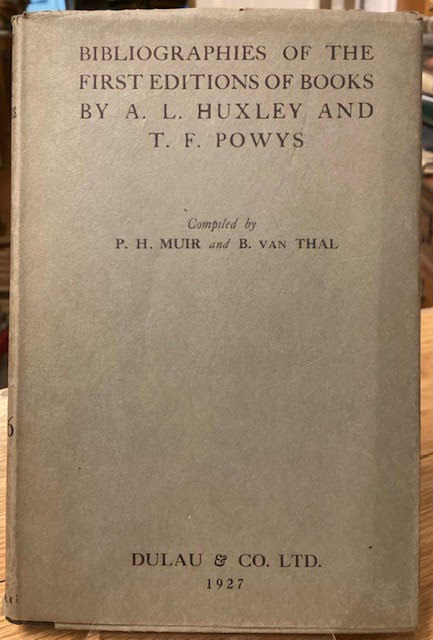 BIBLIOGRAPHIES OF THE
FIRST EDITIONS OF BOOKS
BY A. L. HUXLEY AND
T. F. POWYS
Compiled by
P. H. MUIR and B. VAN THAL
DULAU & CO. LTD.
1927
6